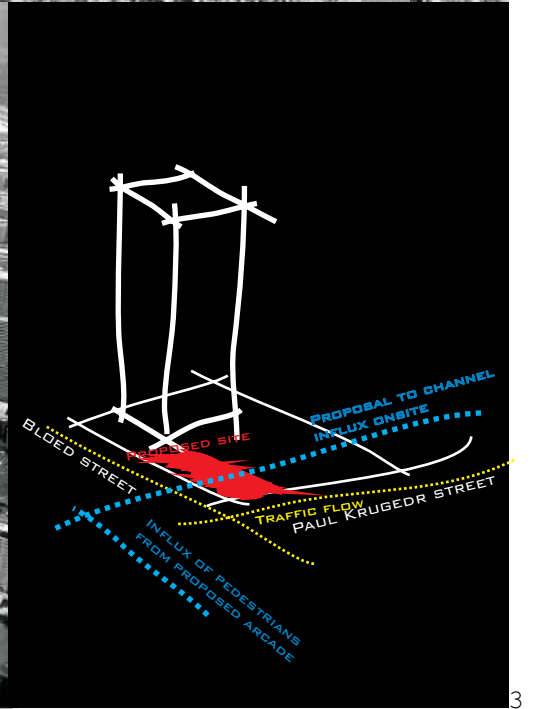 Proposal to channel
influx onsite
Proposed site
Bloed street
Traffic flow
Paul Krugedr street
Influx of pedestrians
from proposed arcade
3